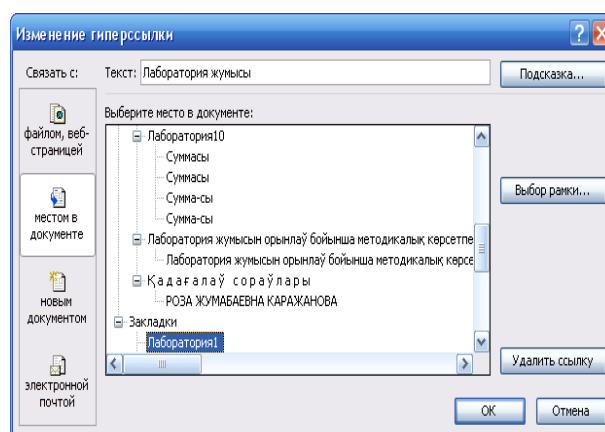 Изменение гиперссылки
Связать с:
Текст: Лаборатория жумысы
Подсказка...
файлом, веб-
страницей
местом в
документе
новым
документом
электронной
почтой
Выберите место в документе:
Лаборатория10
Суммасы
Суммасы
Сумма-сы
Сумма-сы
Лаборатория жумысын орынлаў бойынша методикалық көрсетпе
Лаборатория жумысын орынлаў бойынша методикалық көрсе
Қадағалаў сораўлары
РОЗА ЖУМАБАЕВНА КАРАЖАНОВА
Закладки
Лаборатория1
Выбор рамки...
Удалить ссылку
ОК
Отмена